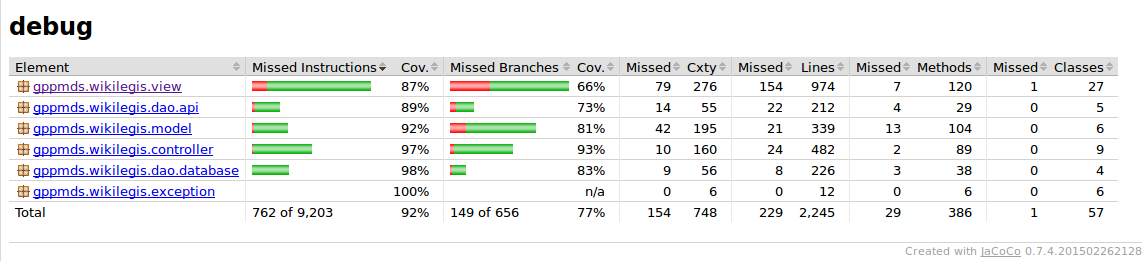 debug
Element Missed Instructions Cov. Missed Branches Cov. Missed Cxty Missed Lines Missed Methods Missed Classes
gppmds.wikilegis.view 87% 66% 79 276 154 974 7 120 1 27
gppmds.wikilegis.dao.api 89% 73% 14 55 22 212 4 29 0 5
gppmds.wikilegis.model 92% 81% 42 195 21 339 13 104 0 6
gppmds.wikilegis.controller 97% 93% 10 160 24 482 2 89 0 9
gppmds.wikilegis.dao.database 98% 83% 9 56 8 226 3 38 0 4
gppmds.wikilegis.exception 100% n/a 0 6 0 12 0 6 0 6
Total 762 of 9,203 92% 149 of 656 77% 154 748 229 2,245 29 386 1 57
Created with JaCoCo 0.7.4.201502262128